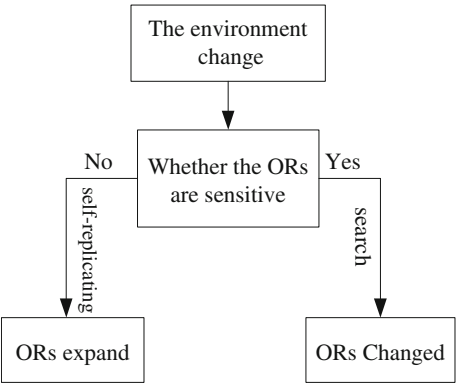 The environment
change
No
Whether the ORs
are sensitive
Yes
self-replicating
search
ORs expand
ORs Changed